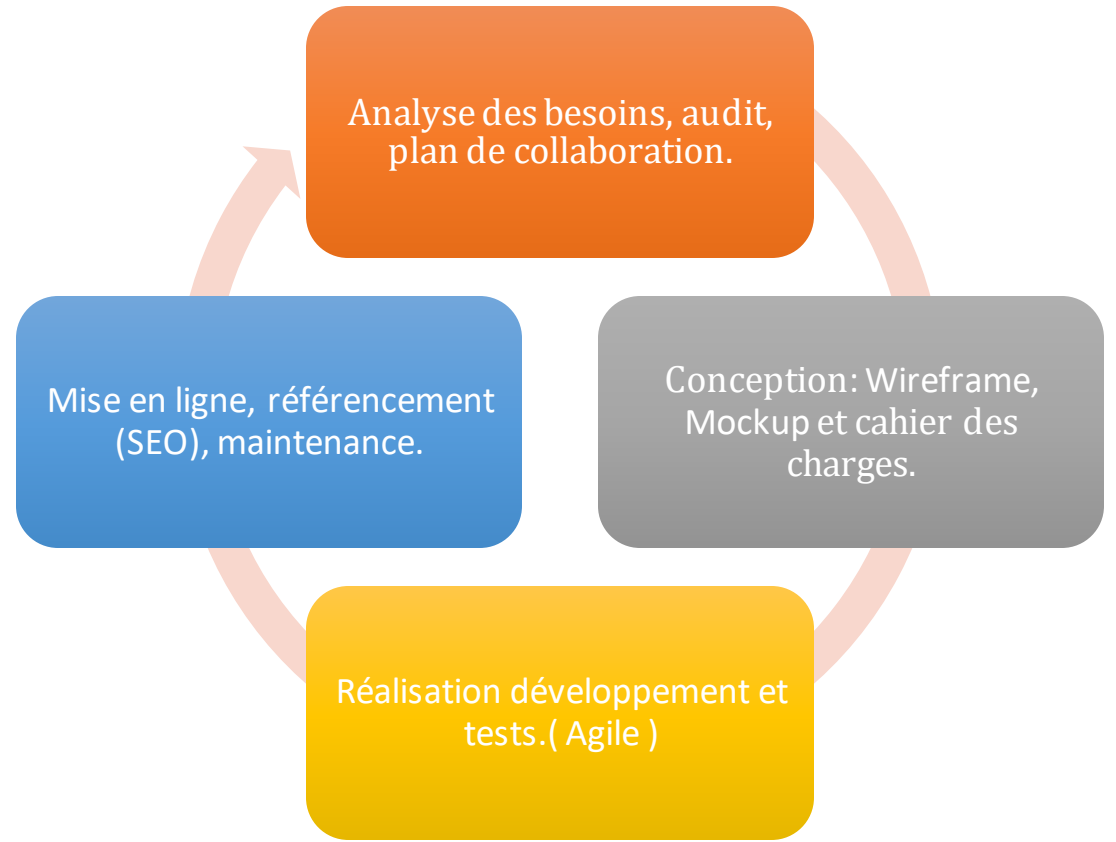 Analyse des besoins, audit,
plan de collaboration.
Conception: Wireframe,
Mockup et cahier des
charges.
Réalisation développement et
tests.( Agile )
Mise en ligne, référencement
(SEO), maintenance.